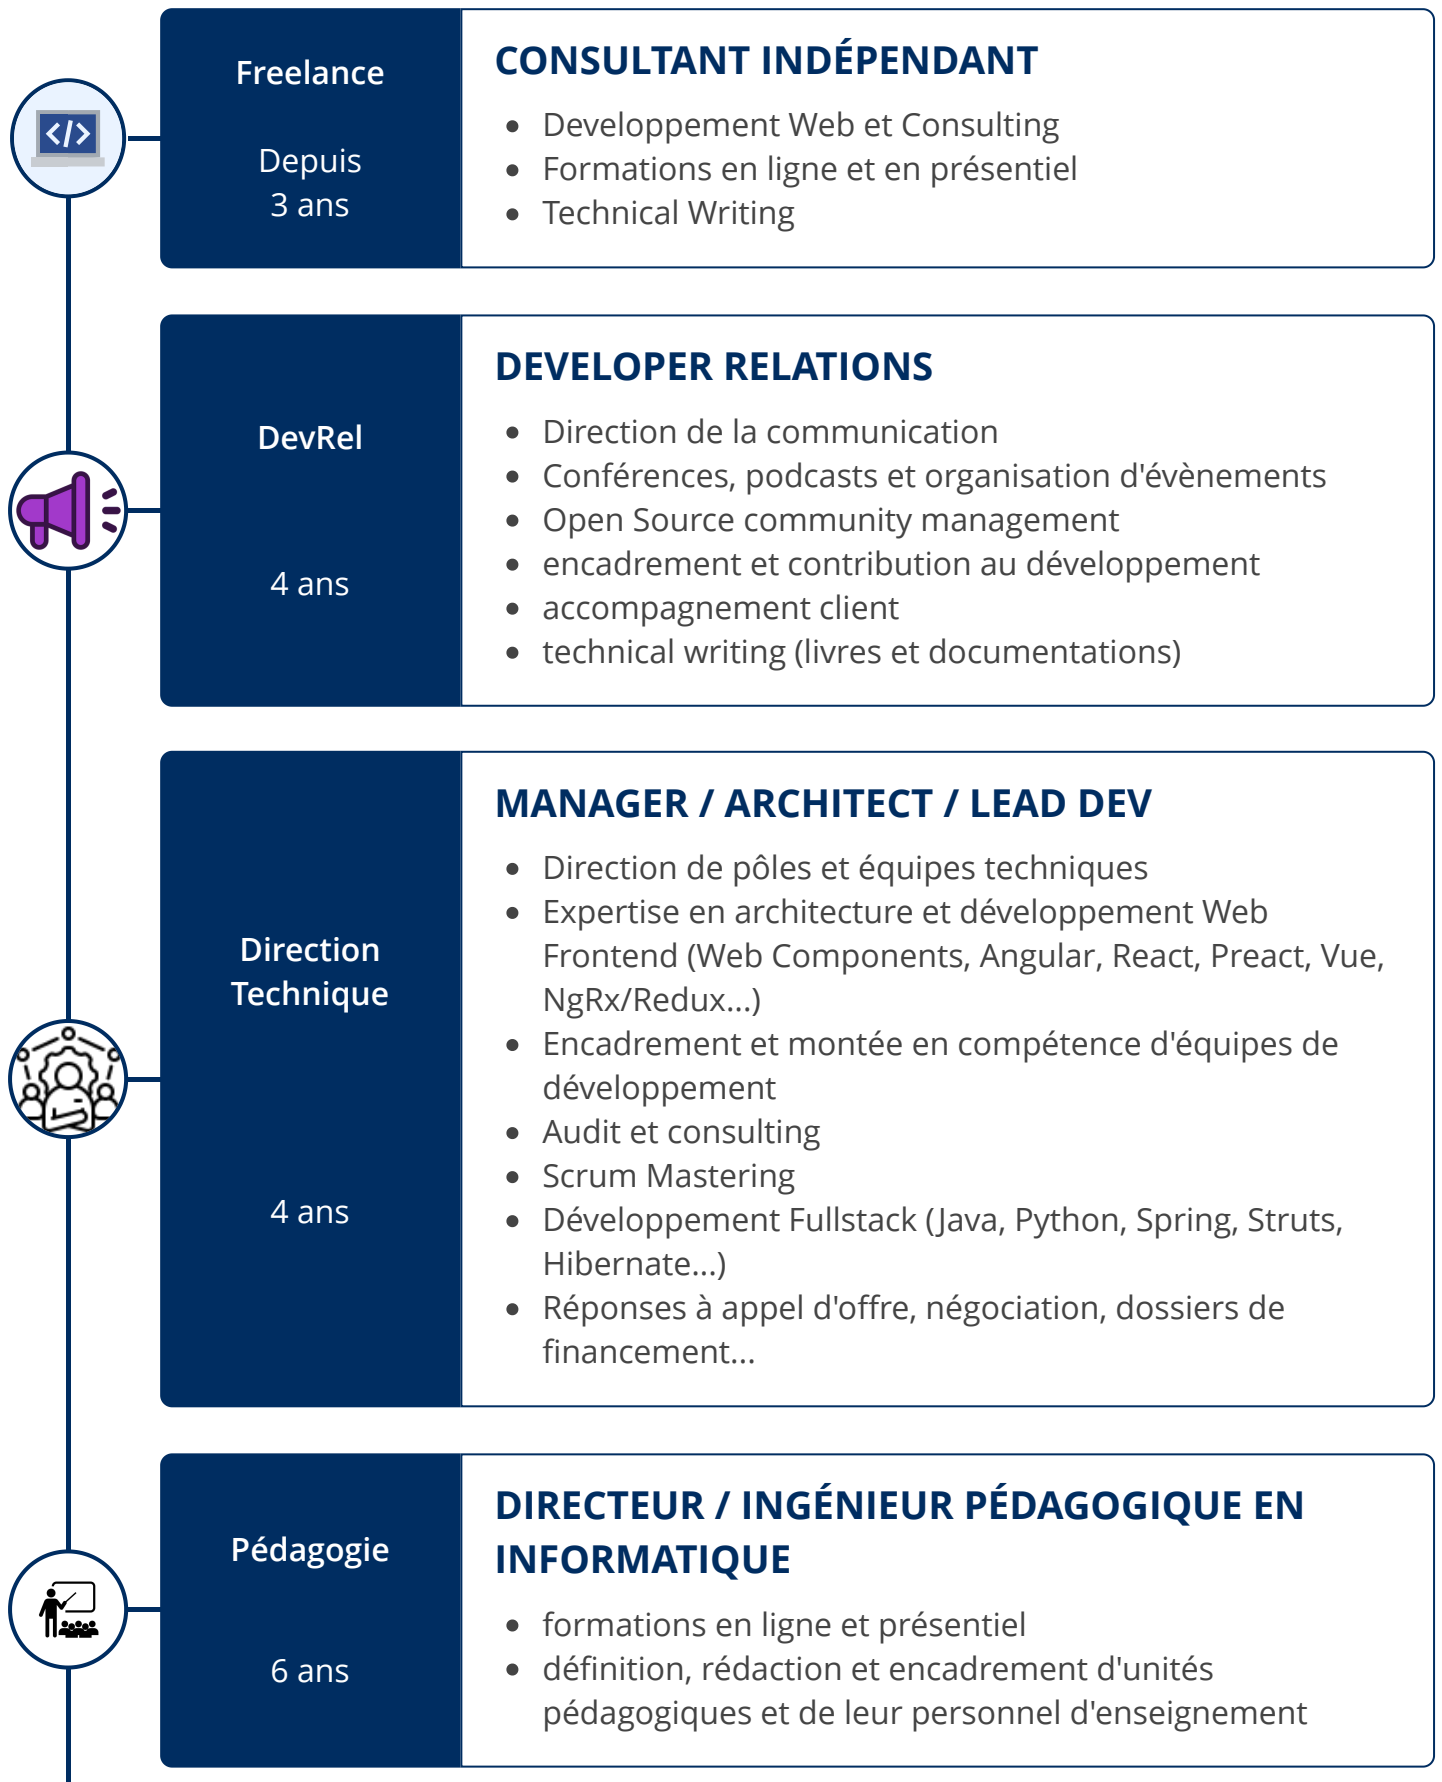 Freelance
Depuis
3 ans
CONSULTANT INDÉPENDANT
Developpement Web et Consulting
Formations en ligne et en présentiel
Technical Writing
DevRel
4 ans
DEVELOPER RELATIONS
Direction de la communication
Conférences, podcasts et organisation d'évènements
Open Source community management
encadrement et contribution au développement
accompagnement client
technical writing (livres et documentations)
Direction
Technique
4 ans
MANAGER / ARCHITECT / LEAD DEV
Direction de pôles et équipes techniques
Expertise en architecture et développement Web
Frontend (Web Components, Angular, React, Preact, Vue,
NgRx/Redux...)
Encadrement et montée en compétence d'équipes de
développement
Audit et consulting
Scrum Mastering
Développement Fullstack (Java, Python, Spring, Struts,
Hibernate...)
Réponses à appel d'offre, négociation, dossiers de
financement...
Pédagogie
6 ans
DIRECTEUR / INGÉNIEUR PÉDAGOGIQUE EN
INFORMATIQUE
formations en ligne et présentiel
définition, rédaction et encadrement d'unités
pédagogiques et de leur personnel d'enseignement